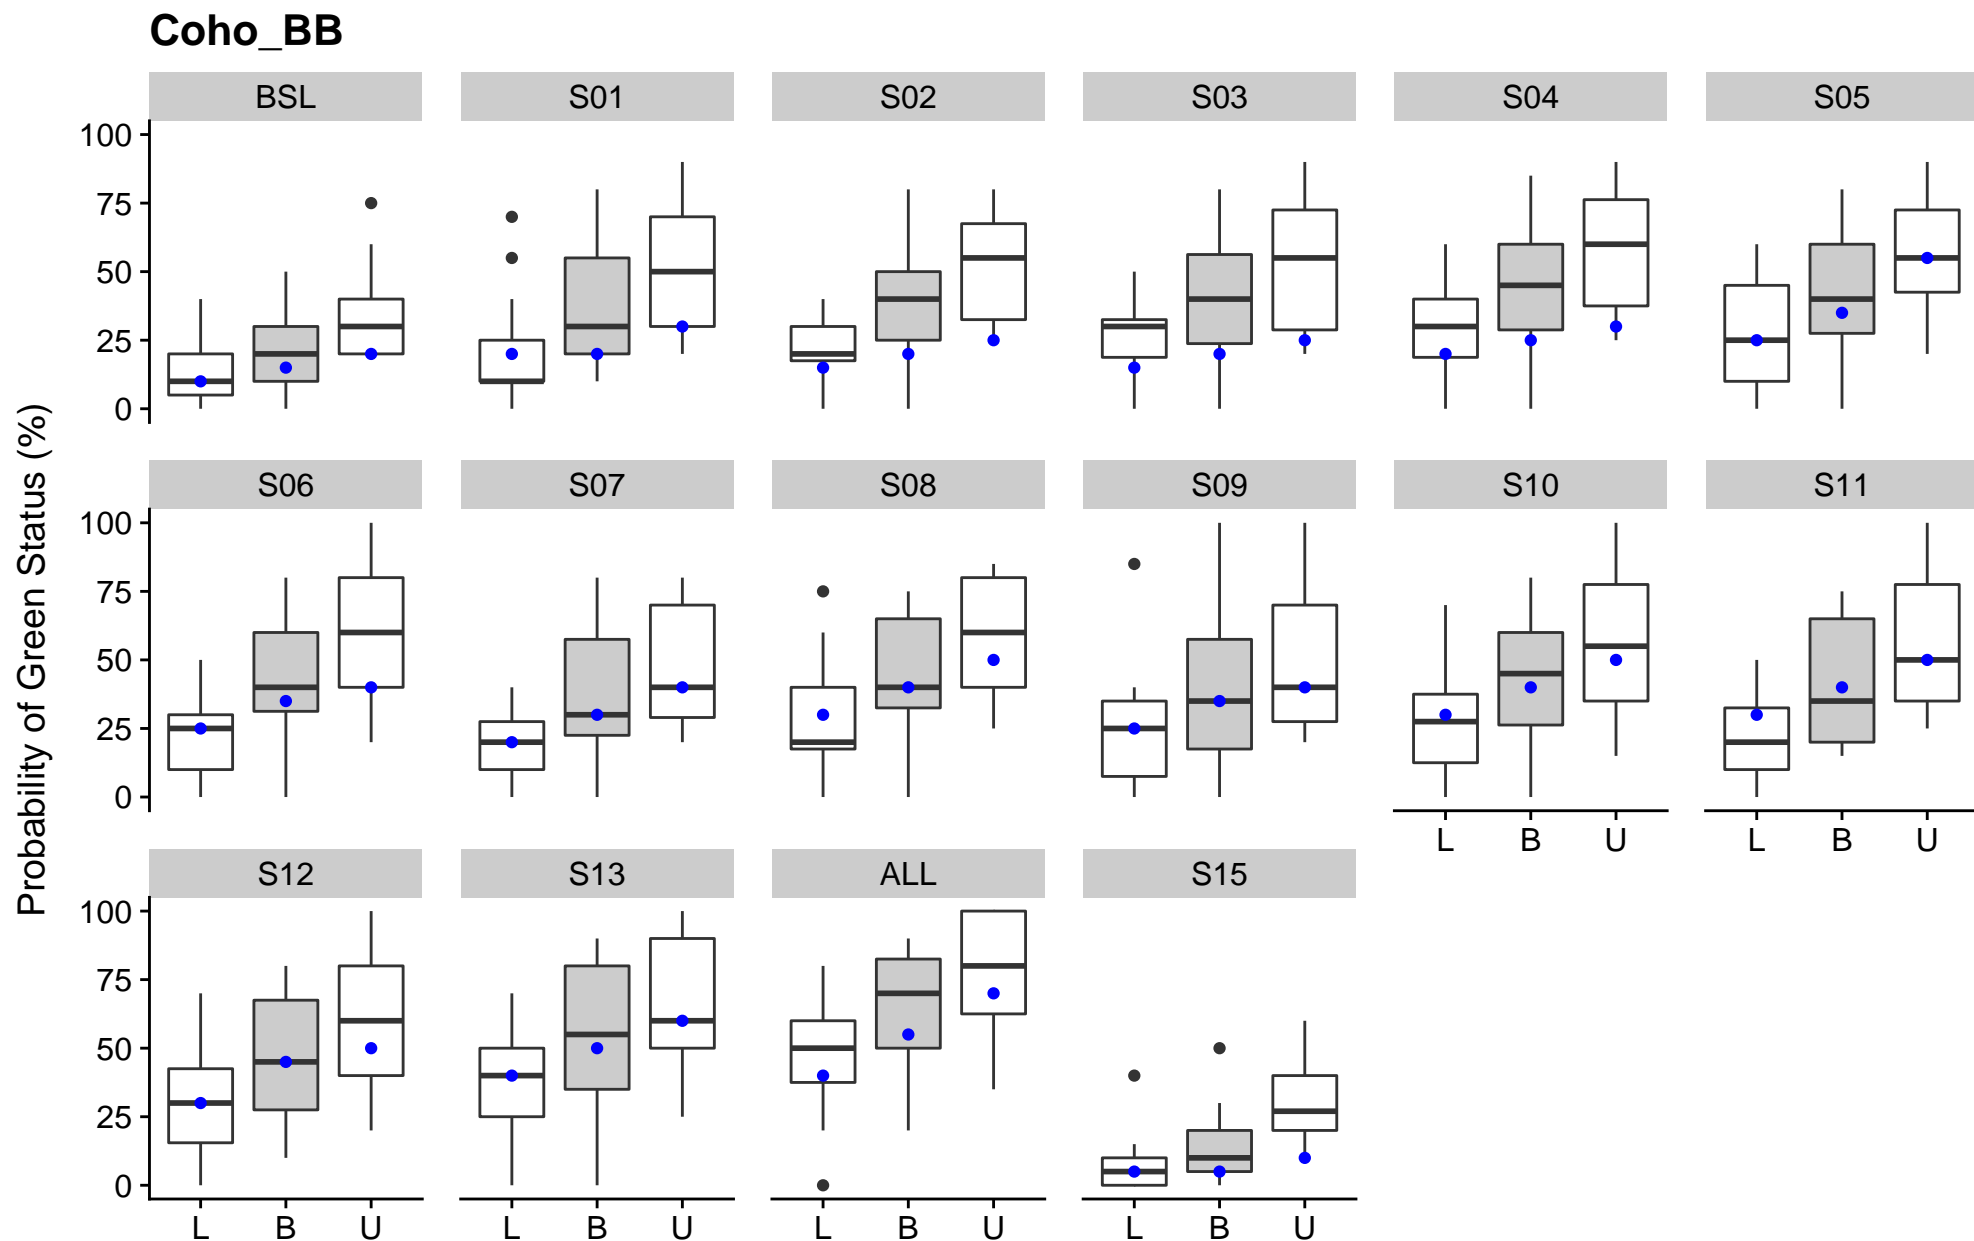 Coho_BB
BSL S01 S02 S03 S04 S05
100
75
50
25
0
S06 S07 S08 S09 S10 S11
100
75
50
25
0
L B U L B U
S12 S13 ALL S15
100
75
50
25
0
L B U L B U L B U L B U
Probability of Green Status (%)